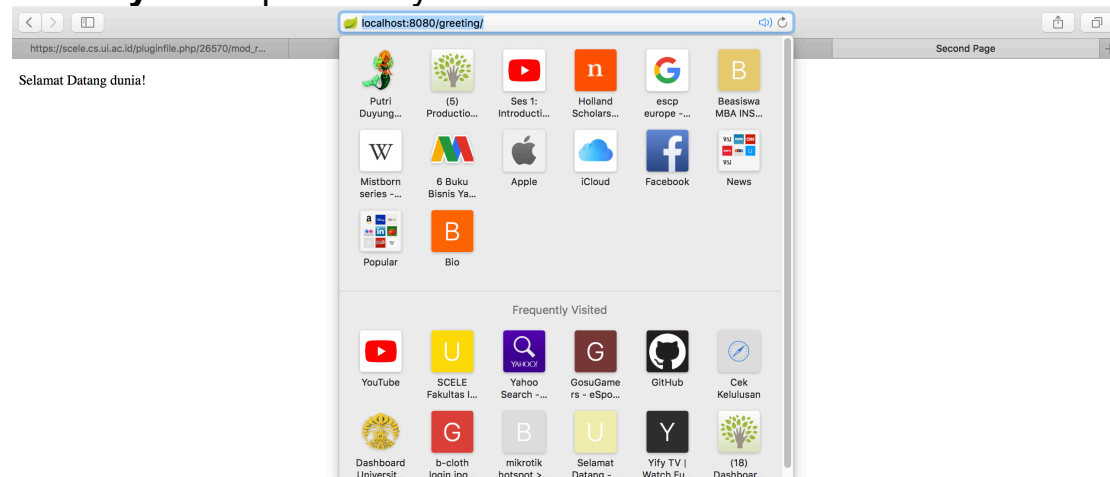 localhost:8080/greeting/
https://scele.cs.ui.ac.id/pluginfile.php/26570/mod_r...
Second Page
Selamat Datang dunia!
n
B
Putri Duyung...
(5) Productio...
Ses 1: Introducti...
Holland Scholars...
escp europe -...
Beasiswa MBA INS...
W
Mistborn series -...
6 Buku Bisnis Ya...
Apple
iCloud
Facebook
News
B
Popular
Bio
Frequently Visited
U
YAHOO!
G
YouTube
SCELE Fakultas I...
Yahoo Search -...
GosuGame rs - eSpo...
GitHub
Cek Kelulusan
G
B
U
Y
Dashboard Universit...
b-cloth login.jpg...
mikrotik hotspot >...
Selamat Datang -...
Yify TV | Watch Fu...
(18) Dashboar...